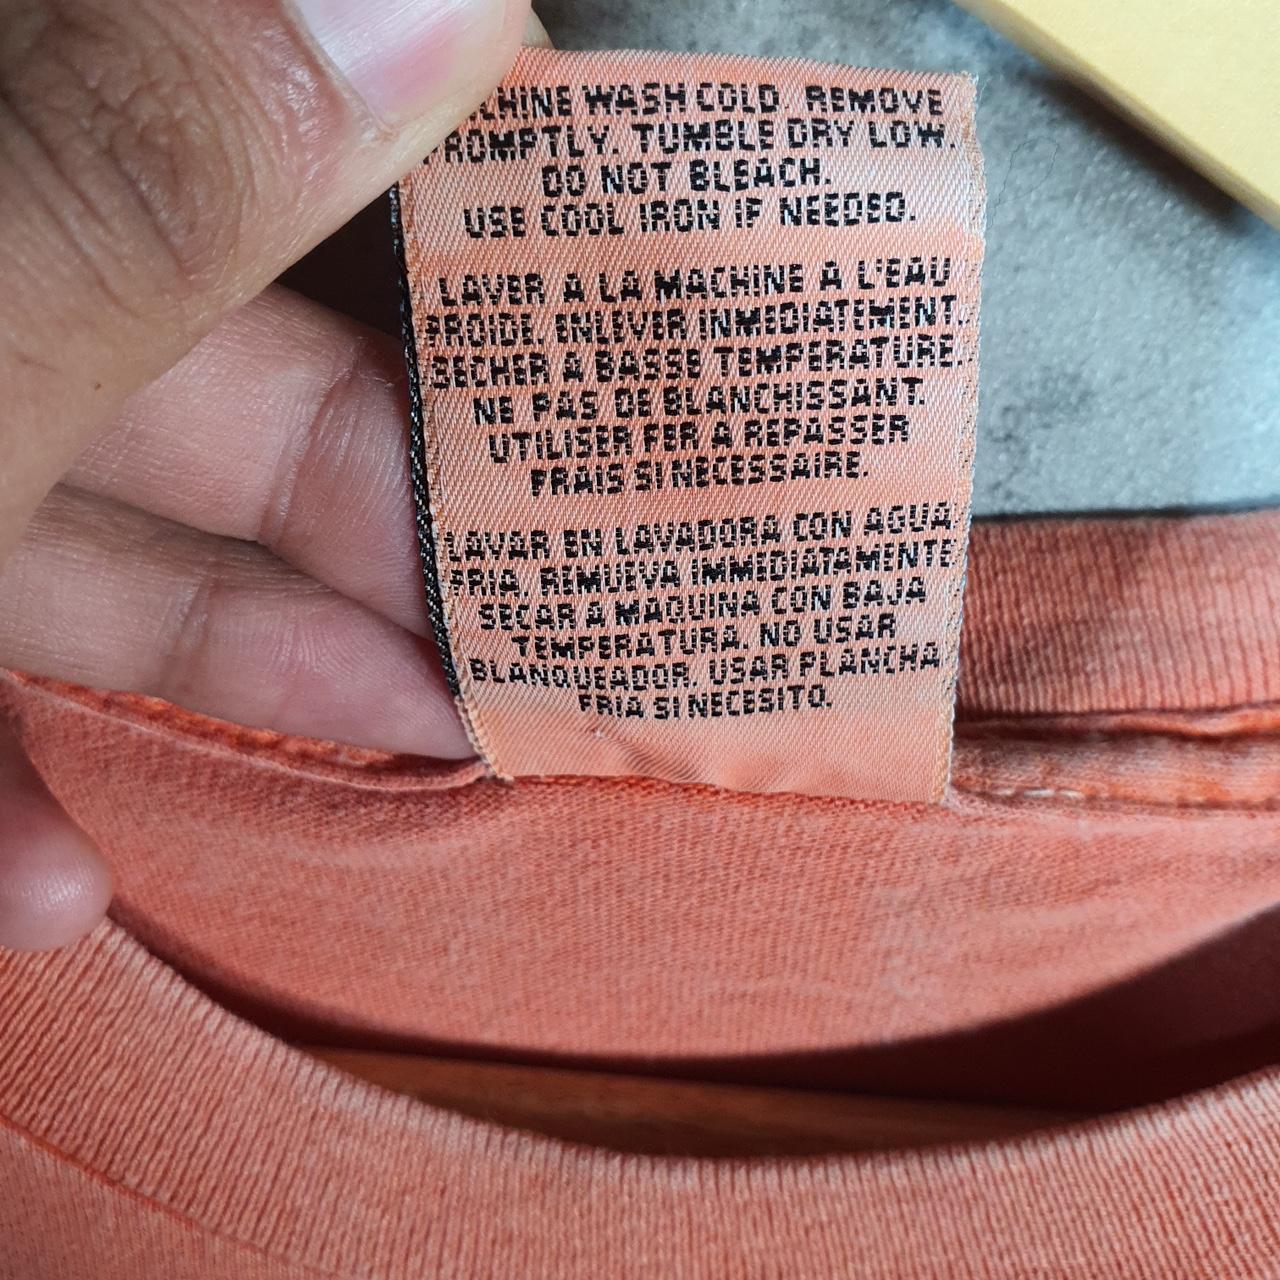 CHINE WASH COLD. REMOVE
PROMPTLY. TUMBLE DRY LOW.
DO NOT BLEACH.
USE COOL IRON IF NEEDED.
LAVER A LA MACHINE A L'EAU
FROIDE. ENLEVER INMEDIATEMENT.
SECHER A BASSE TEMPERATURE.
NE PAS DE BLANCHISSANT.
UTILISER FER A REPASSER
FRAIS SI NECESSAIRE.
LAVAR EN LAVADORA CON AGUA
FRIA. REMUEVA IMMEDIATAMENTE
SECAR A MAQUINA CON BAJA
TEMPERATURA. NO USAR
BLANQUEADOR. USAR PLANCHA
FRIA SI NECESITO.